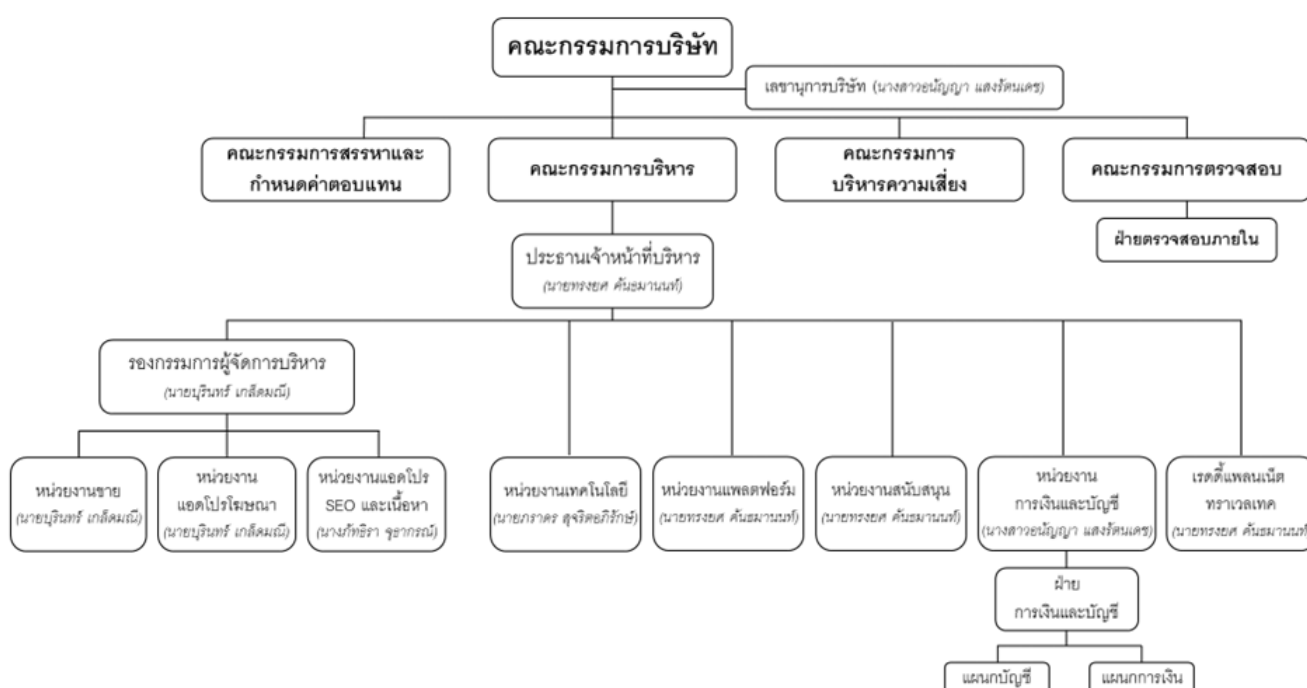 คณะกรรมการบริษัท
เลขานุการบริษัท (นางสาวอนัญญา แสงรัตนเดช)
คณะกรรมการสรรหาและ
กำหนดค่าตอบแทน
คณะกรรมการบริหาร
คณะกรรมการ
บริหารความเสี่ยง
คณะกรรมการตรวจสอบ
ฝ่ายตรวจสอบภายใน
ประธานเจ้าหน้าที่บริหาร
(นายทรงยศ คันธมานนท์)
รองกรรมการผู้จัดการบริหาร
(นายบุรินทร์ เกล็ดมณี)
หน่วยงานขาย
(นายบุรินทร์ เกล็ดมณี)
หน่วยงาน
แอดโปรโฆษณา
(นายบุรินทร์ เกล็ดมณี)
หน่วยงานแอดโปร
SEO และเนื้อหา
(นางภัทธิรา จุธากรณ์)
หน่วยงานเทคโนโลยี
(นายภราดร สุจริตอภิรักษ์)
หน่วยงานแพลตฟอร์ม
(นายทรงยศ คันธมานนท์)
หน่วยงานสนับสนุน
(นายทรงยศ คันธมานนท์)
หน่วยงาน
การเงินและบัญชี
(นางสาวอนัญญา แสงรัตนเดช)
เรดดี้แพลนเน็ต
ทราเวลเทค
(นายทรงยศ คันธมานนท์)
ฝ่าย
การเงินและบัญชี
แผนกบัญชี
แผนกการเงิน